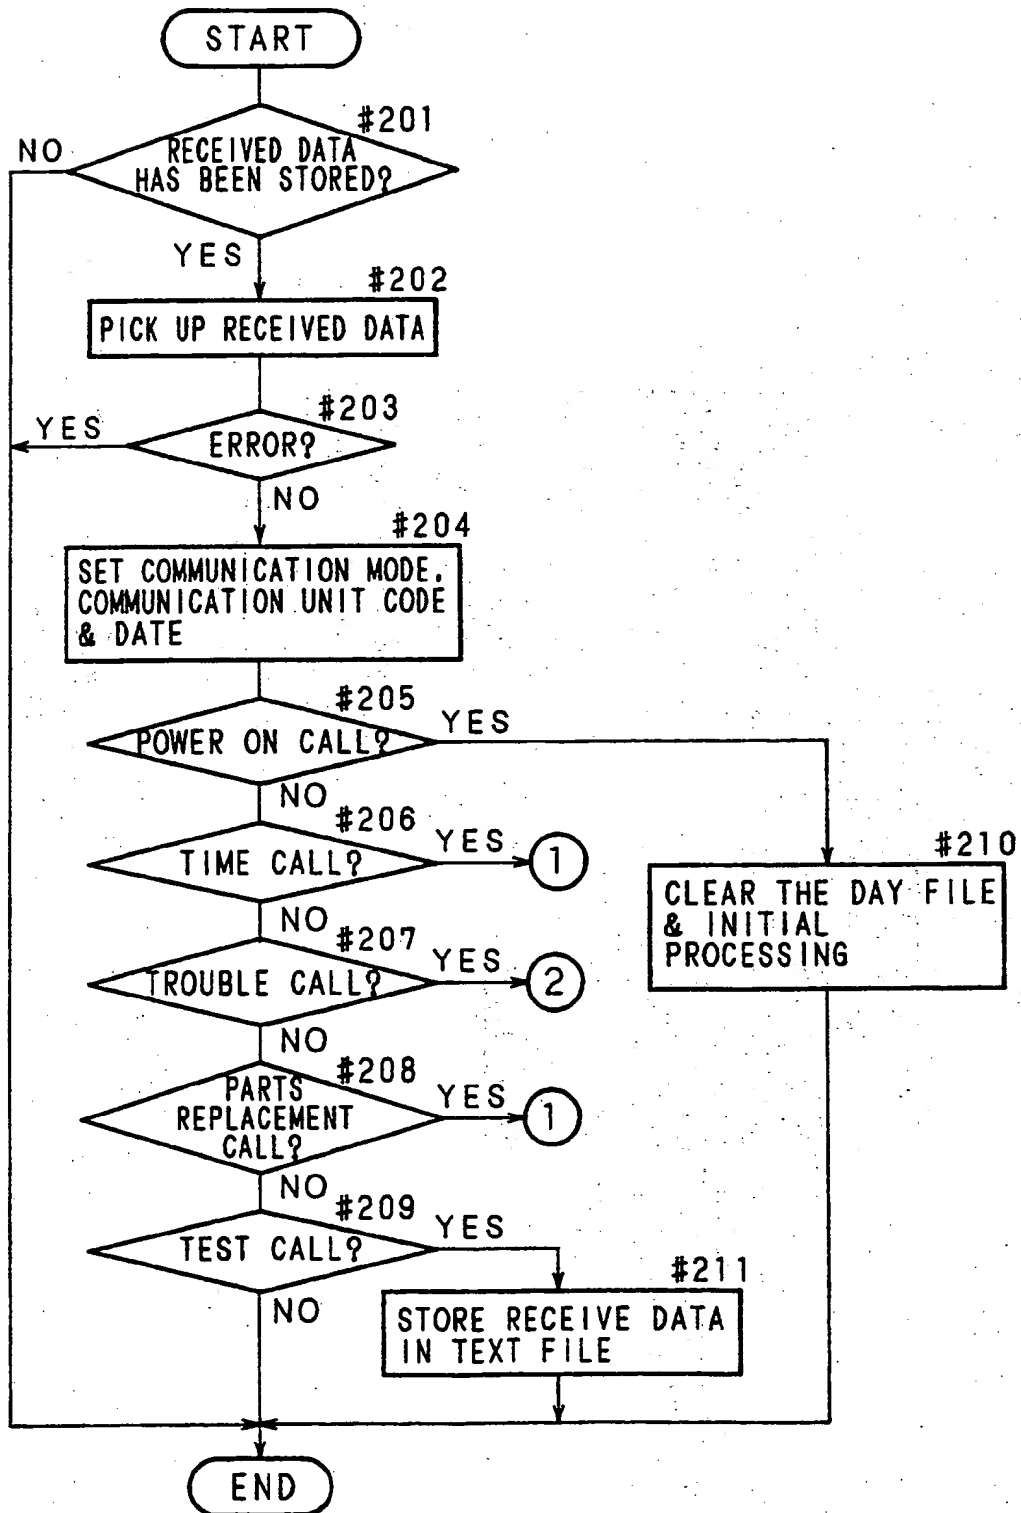 START
#201
NO
RECEIVED DATA
HAS BEEN STORED?
YES
#202
PICK UP RECEIVED DATA
#203
YES
ERROR?
NO
#204
SET COMMUNICATION MODE.
COMMUNICATION UNIT CODE
& DATE
#205
YES
POWER ON CALL?
NO
#206
YES
TIME CALL?
1
#210
CLEAR THE DAY FILE
& INITIAL
PROCESSING
NO
#207
YES
TROUBLE CALL?
2
NO
#208
PARTS
REPLACEMENT
CALL?
YES
1
NO
#209
YES
TEST CALL?
#211
NO
STORE RECEIVE DATA
IN TEXT FILE
END